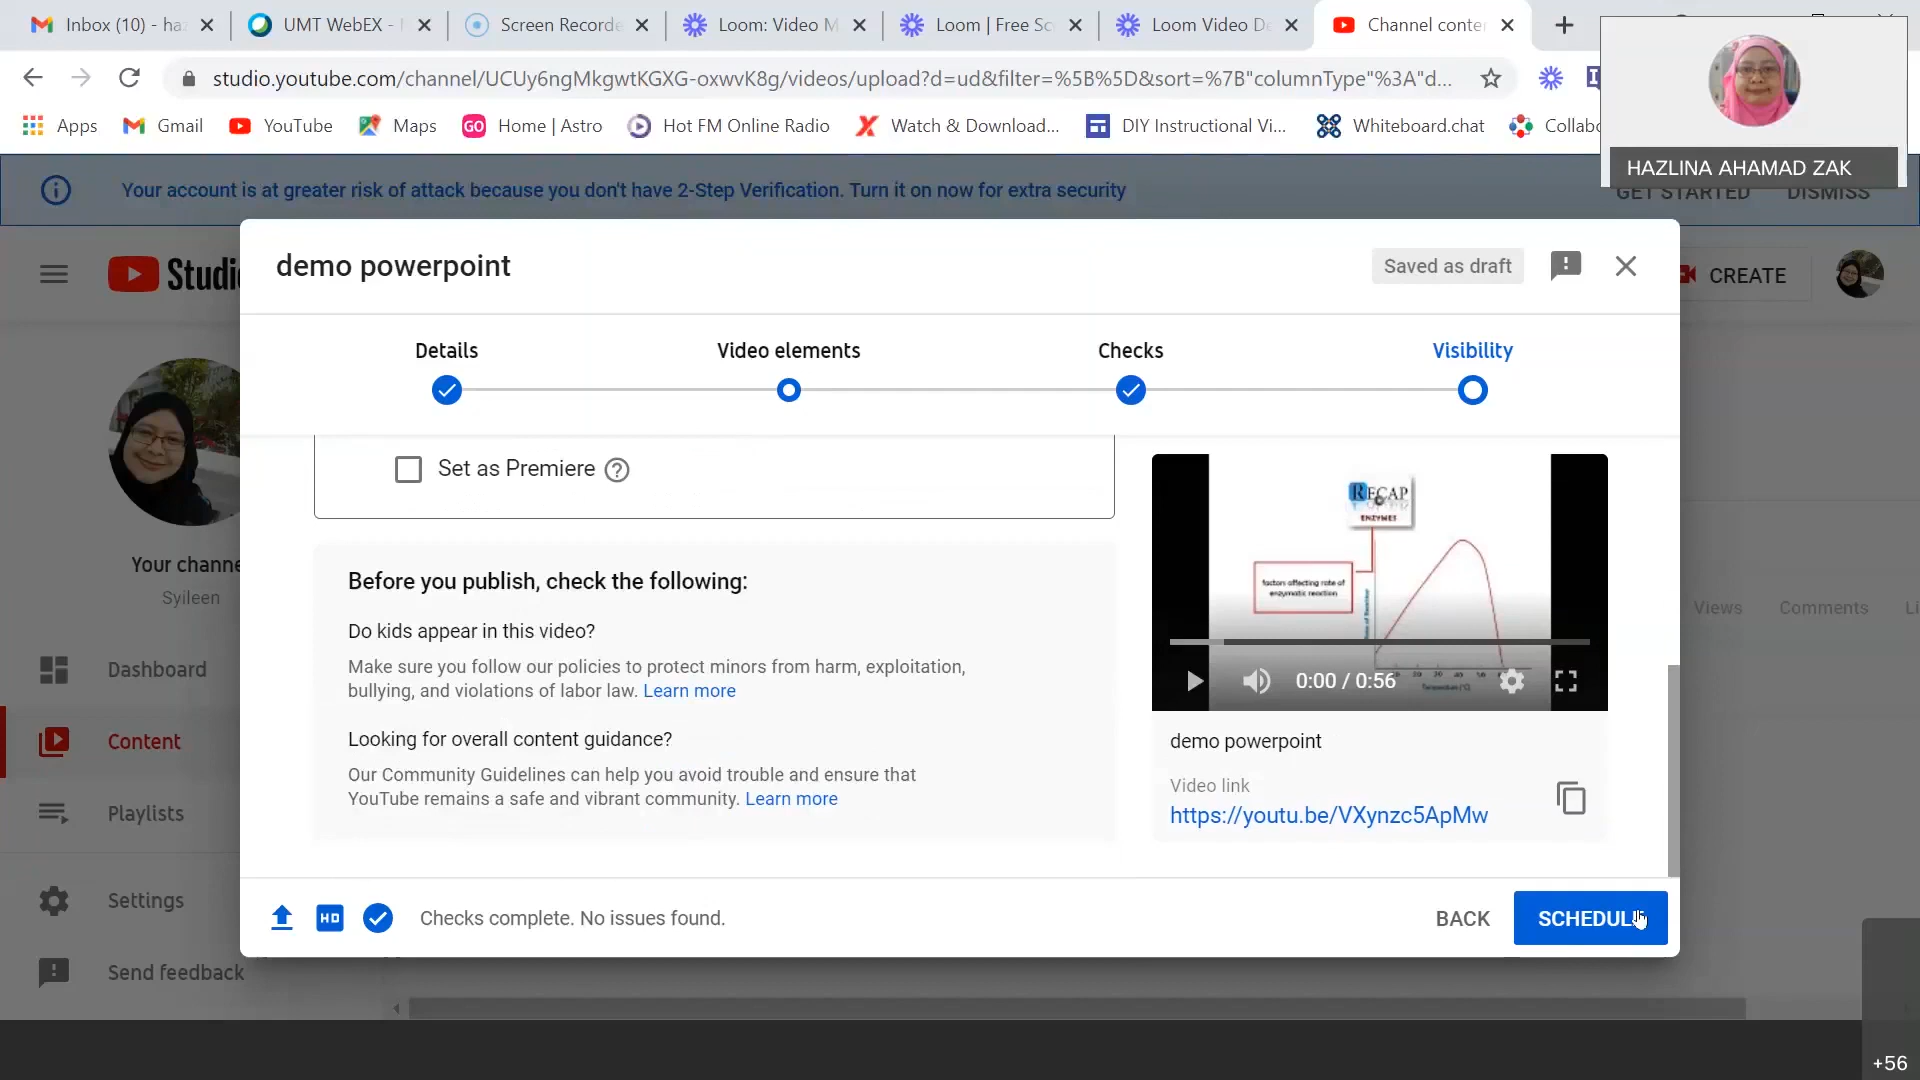 Inbox (10) - ha
UMT WebEX -
Screen Recorde
Loom: Video M
Loom | Free Sc
Loom Video De
Channel conte
studio.youtube.com/channel/UCUy6ngMkgwtKGXG-oxwvK8g/videos/upload?d=ud&filter=%5B%5D&sort=%7B"columnType"%3A"d...
Apps
Gmail
YouTube
Maps
GO
Home | Astro
Hot FM Online Radio
Watch & Download...
DIY Instructional Vi...
Whiteboard.chat
Collabo
HAZLINA AHAMAD ZAK
Your account is at greater risk of attack because you don't have 2-Step Verification. Turn it on now for extra security
GET STARTED
DISMISS
demo powerpoint
Saved as draft
Studi
CREATE
Details
Video elements
Checks
Visibility
Set as Premiere
RECAP
ENZYMES
factors affecting rate of
enzymatic reaction
Before you publish, check the following:
Do kids appear in this video?
Make sure you follow our policies to protect minors from harm, exploitation,
bullying, and violations of labor law. Learn more
Looking for overall content guidance?
Our Community Guidelines can help you avoid trouble and ensure that
YouTube remains a safe and vibrant community. Learn more
0:00 / 0:56
Temperature (°C)
demo powerpoint
Video link
https://youtu.be/VXynzc5ApMw
Your channe
Syileen
Views
Comments
Li
Dashboard
Content
Playlists
Settings
Send feedback
HD
Checks complete. No issues found.
BACK
SCHEDUL
+56